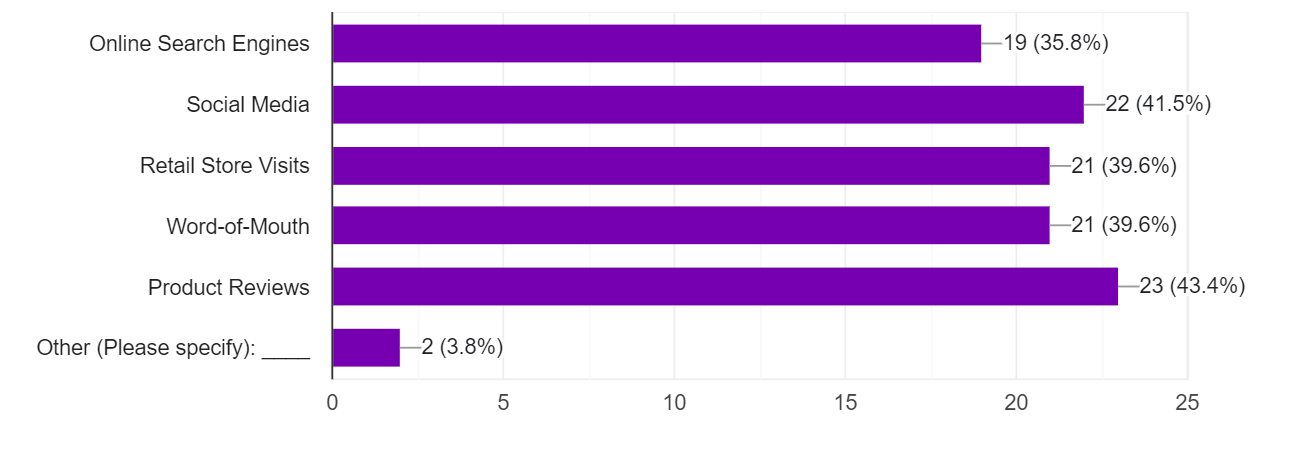 Online Search Engines 19 (35.8%)
Social Media 22 (41.5%)
Retail Store Visits 21 (39.6%)
Word-of-Mouth 21 (39.6%)
Product Reviews 23 (43.4%)
Other (Please specify): ____ 2 (3.8%)
0 5 10 15 20 25